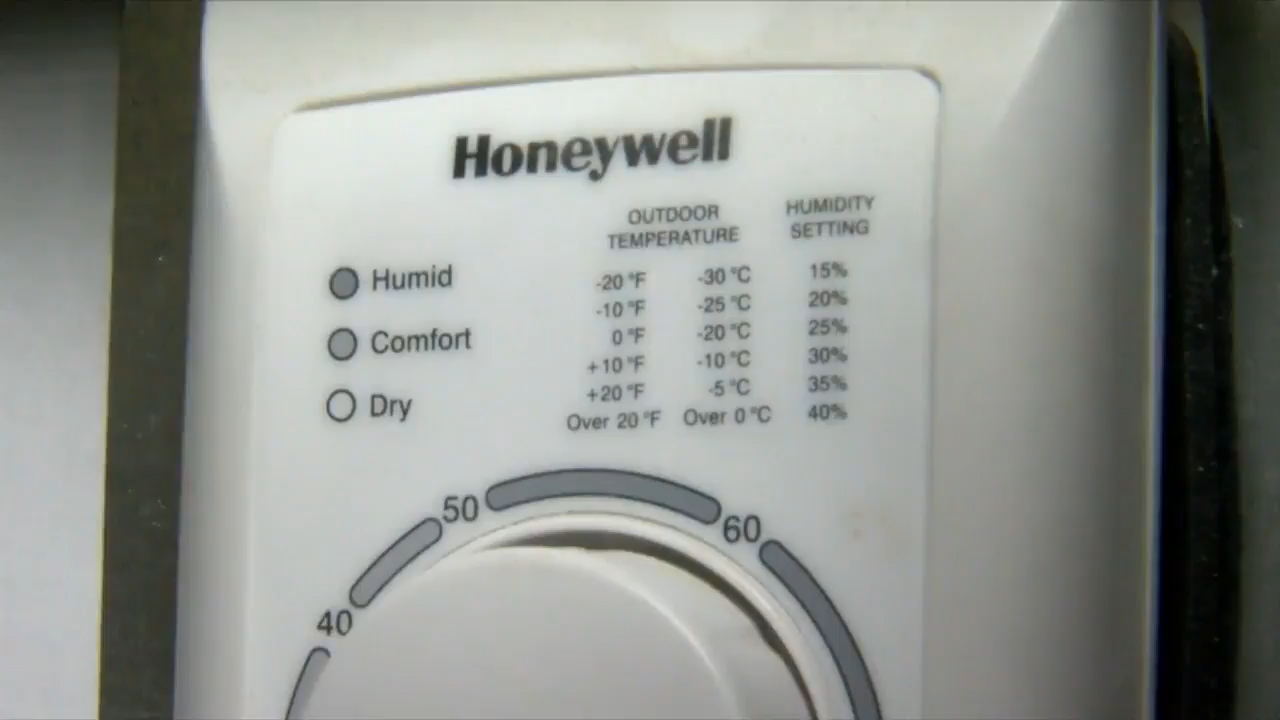 Honeywell
OUTDOOR TEMPERATURE HUMIDITY SETTING
Humid
Comfort
Dry
-20 °F -30 °C 15%
-10 °F -25 °C 20%
0 °F -20 °C 25%
+10 °F -10 °C 30%
+20 °F -5 °C 35%
Over 20 °F Over 0 °C 40%
50
60
40